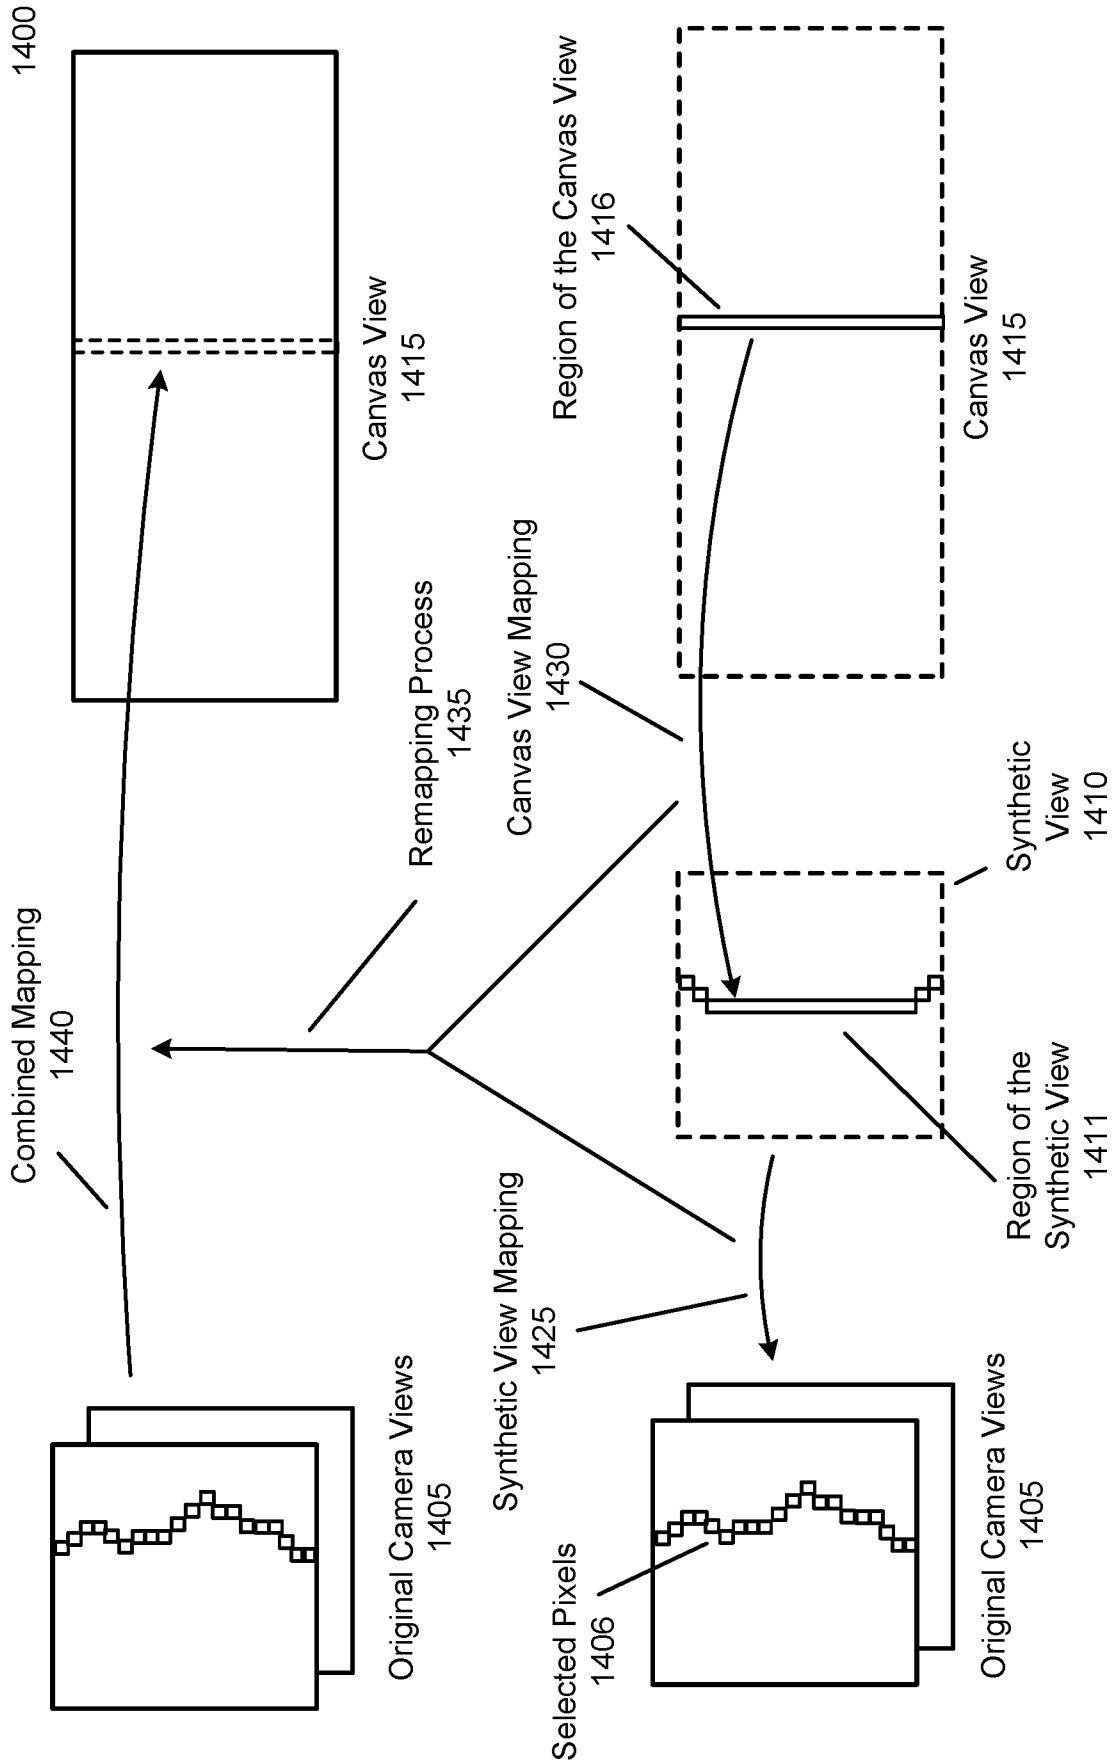 1400
Combined Mapping
1440
Original Camera Views
1405
Canvas View
1415
Remapping Process
1435
Synthetic View Mapping
1425
Canvas View Mapping
1430
Region of the Canvas View
1416
Selected Pixels
1406
Original Camera Views
1405
Region of the
Synthetic View
1411
Synthetic
View
1410
Canvas View
1415